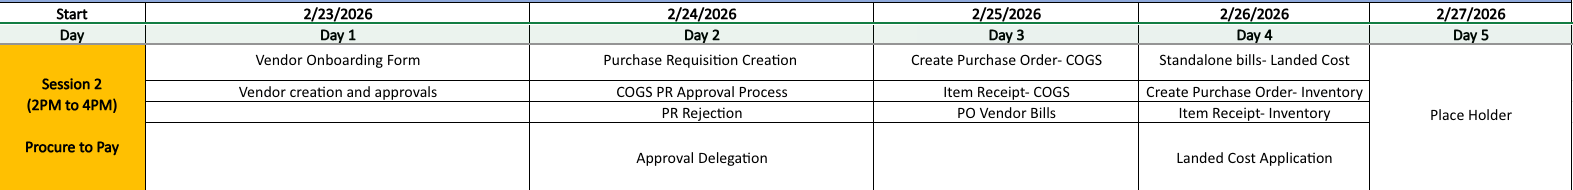 Start 2/23/2026 2/24/2026 2/25/2026 2/26/2026 2/27/2026
Day Day 1 Day 2 Day 3 Day 4 Day 5
Session 2
(2PM to 4PM)
Procure to Pay
Vendor Onboarding Form Purchase Requisition Creation Create Purchase Order- COGS Standalone bills- Landed Cost
Vendor creation and approvals COGS PR Approval Process Item Receipt- COGS Create Purchase Order- Inventory
PR Rejection PO Vendor Bills Item Receipt- Inventory
Place Holder
Approval Delegation Landed Cost Application